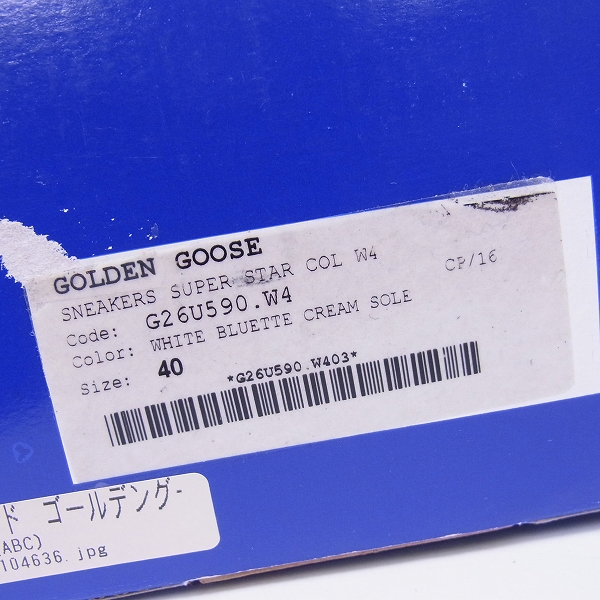 GOLDEN GOOSE
SNEAKERS SUPER STAR COL W4 CP/16
Code: G26U590.W4
Color: WHITE BLUETTE CREAM SOLE
Size: 40
*G26U590.W403*
ド ゴールデング-
(ABC)
104636.jpg